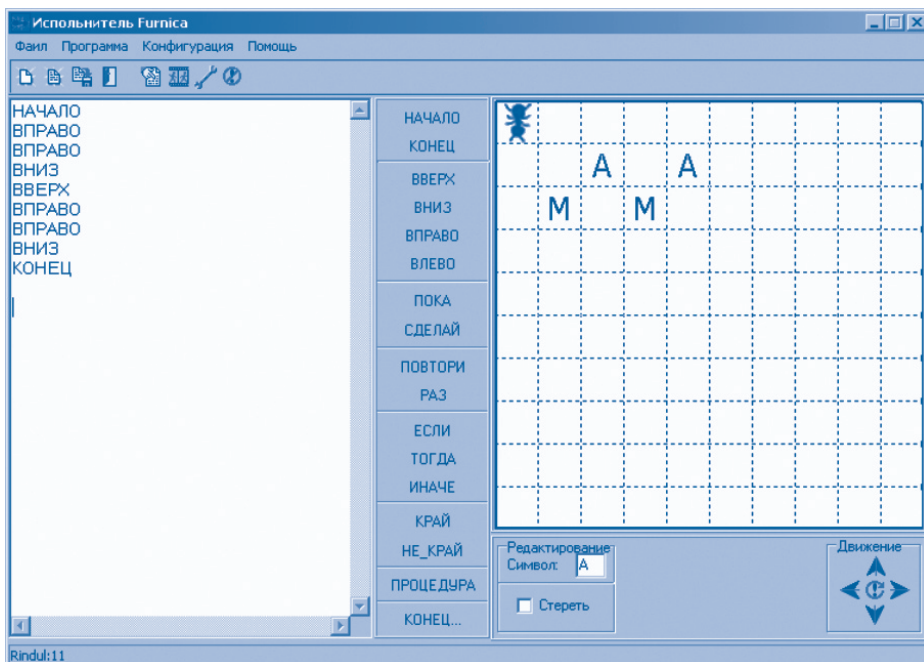 Исполнитель Furnica
Фаил Программа Конфигурация Помощь
НАЧАЛО
ВПРАВО
ВПРАВО
ВНИЗ
ВВЕРХ
ВПРАВО
ВПРАВО
ВНИЗ
КОНЕЦ
НАЧАЛО
КОНЕЦ
ВВЕРХ
ВНИЗ
ВПРАВО
ВЛЕВО
ПОКА
СДЕЛАЙ
ПОВТОРИ
РАЗ
ЕСЛИ
ТОГДА
ИНАЧЕ
КРАЙ
НЕ_КРАЙ
ПРОЦЕДУРА
КОНЕЦ...
A A
M M
Редактирование
Символ: A
Стереть
Движение
Rindul:11